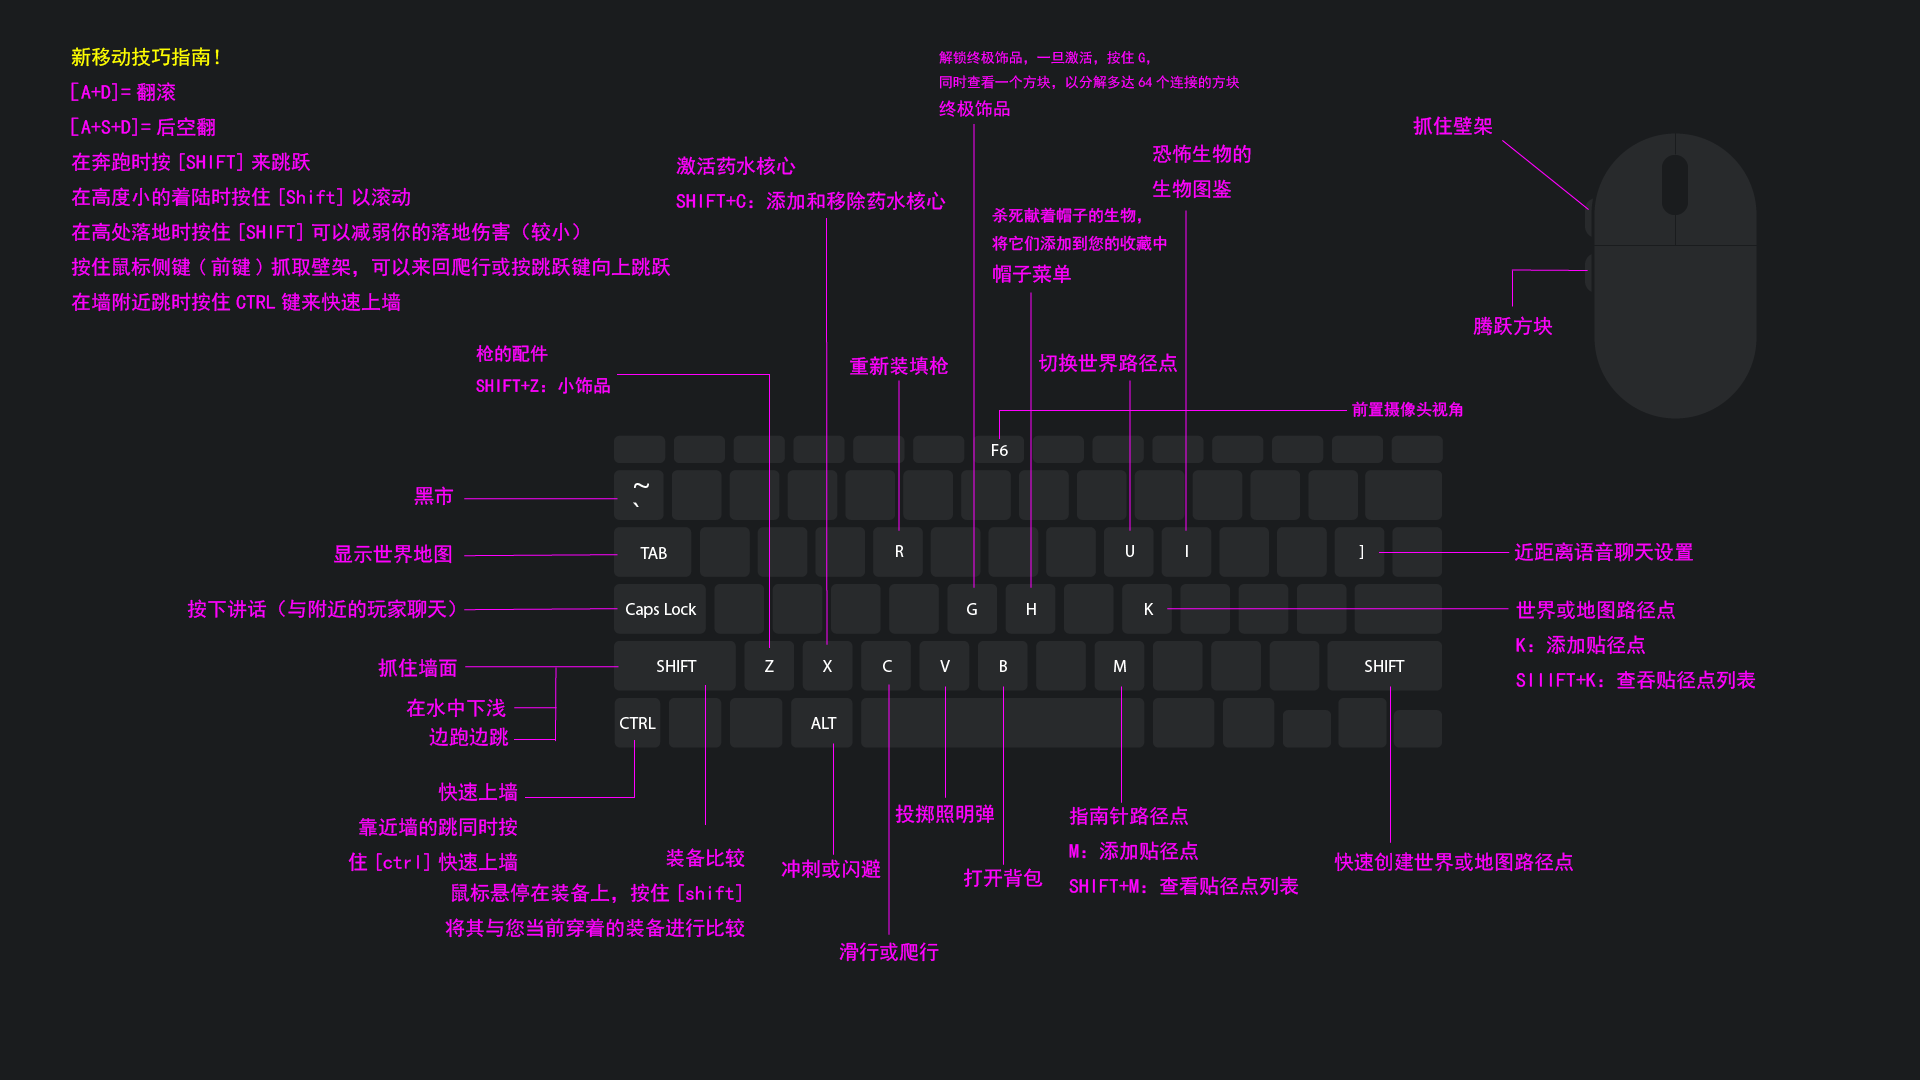 新移动技巧指南！
[A+D]= 翻滚
[A+S+D]= 后空翻
在奔跑时按 [SHIFT] 来跳跃
在高度小的着陆时按住 [Shift] 以滚动
在高处落地时按住 [SHIFT] 可以减弱你的落地伤害（较小）
按住鼠标侧键 ( 前键 ) 抓取壁架，可以来回爬行或按跳跃键向上跳跃
在墙附近跳时按住 CTRL 键来快速上墙
解锁终极饰品，一旦激活，按住 G，
同时查看一个方块，以分解多达 64 个连接的方块
终极饰品
激活药水核心
SHIFT+C：添加和移除药水核心
恐怖生物的
生物图鉴
杀死献着帽子的生物，
将它们添加到您的收藏中
帽子菜单
抓住壁架
腾跃方块
枪的配件
SHIFT+Z：小饰品
重新装填枪
切换世界路径点
前置摄像头视角
F6
黑市
~
`
显示世界地图
TAB
R
U
I
]
近距离语音聊天设置
按下讲话（与附近的玩家聊天）
Caps Lock
G
H
K
世界或地图路径点
K：添加贴径点
SIIIFT+K：查吞贴径点列表
抓住墙面
SHIFT
Z
X
C
V
B
M
SHIFT
在水中下浅
边跑边跳
CTRL
ALT
快速上墙
靠近墙的跳同时按
住 [ctrl] 快速上墙
装备比较
鼠标悬停在装备上，按住 [shift]
将其与您当前穿着的装备进行比较
冲刺或闪避
滑行或爬行
投掷照明弹
打开背包
指南针路径点
M：添加贴径点
SHIFT+M：查看贴径点列表
快速创建世界或地图路径点